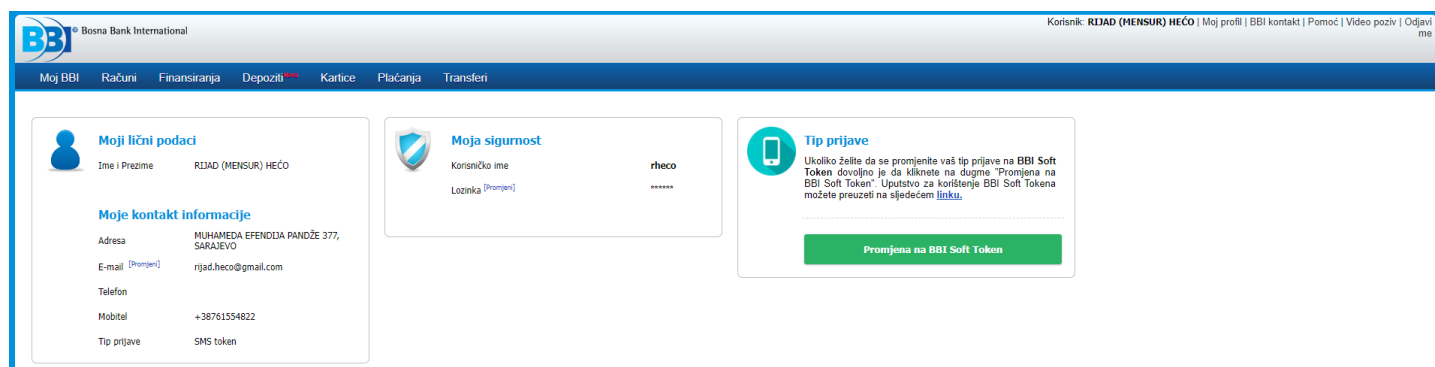 BBI ® Bosna Bank International
Korisnik: RIJAD (MENSUR) HEĆO | Moj profil | BBI kontakt | Pomoć | Video poziv | Odjavi
me
Moj BBI Računi Finansiranja Depoziti Kartice Plaćanja Transferi
Moji lični podaci
Ime i Prezime RIJAD (MENSUR) HEĆO
Moje kontakt informacije
Adresa MUHAMEDA EFENDIJA PANDŽE 377,
SARAJEVO
E-mail [Promjeni] rijad.heco@gmail.com
Telefon
Mobitel +38761554822
Tip prijave SMS token
Moja sigurnost
Korisničko ime rheco
Lozinka [Promjeni] ******
Tip prijave
Ukoliko želite da se promjenite vaš tip prijave na BBI Soft
Token dovoljno je da kliknete na dugme "Promjena na
BBI Soft Token". Uputstvo za korištenje BBI Soft Tokena
možete preuzeti na sljedećem linku.
Promjena na BBI Soft Token